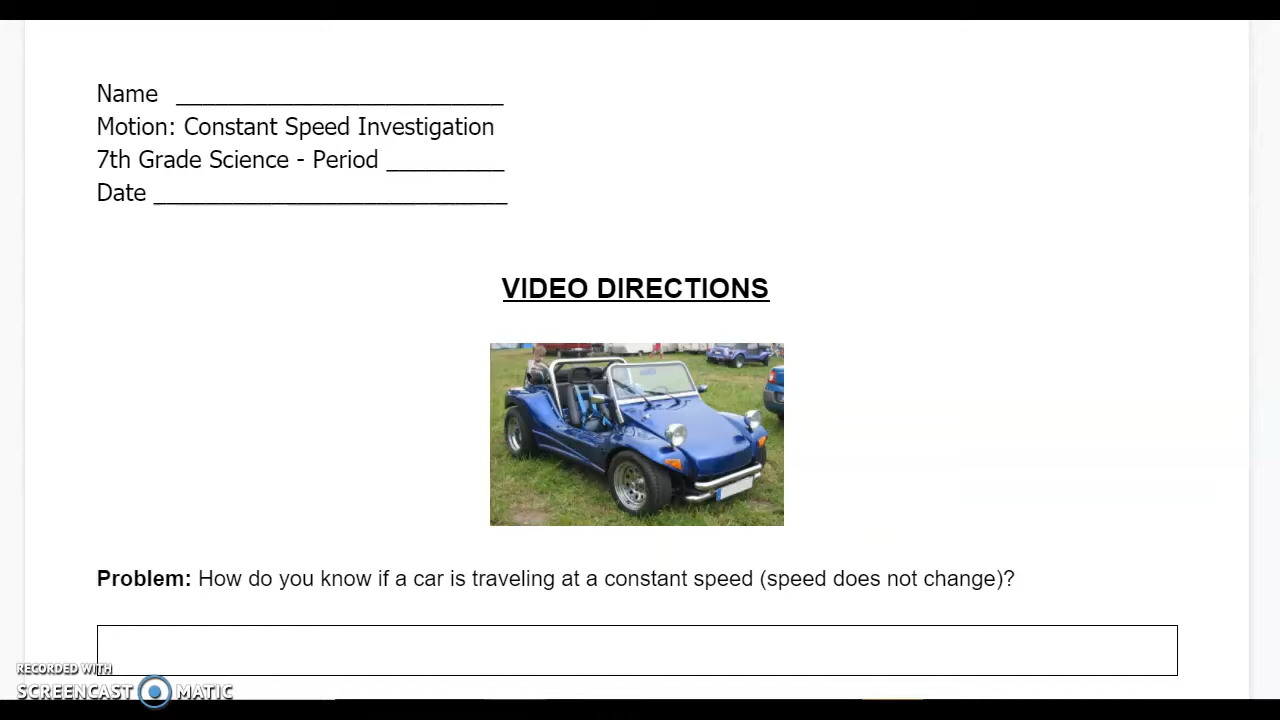 Name _________________________
Motion: Constant Speed Investigation
7th Grade Science - Period _________
Date ___________________________
VIDEO DIRECTIONS
Problem: How do you know if a car is traveling at a constant speed (speed does not change)?
RECORDED WITH
SCREENCAST MATIC